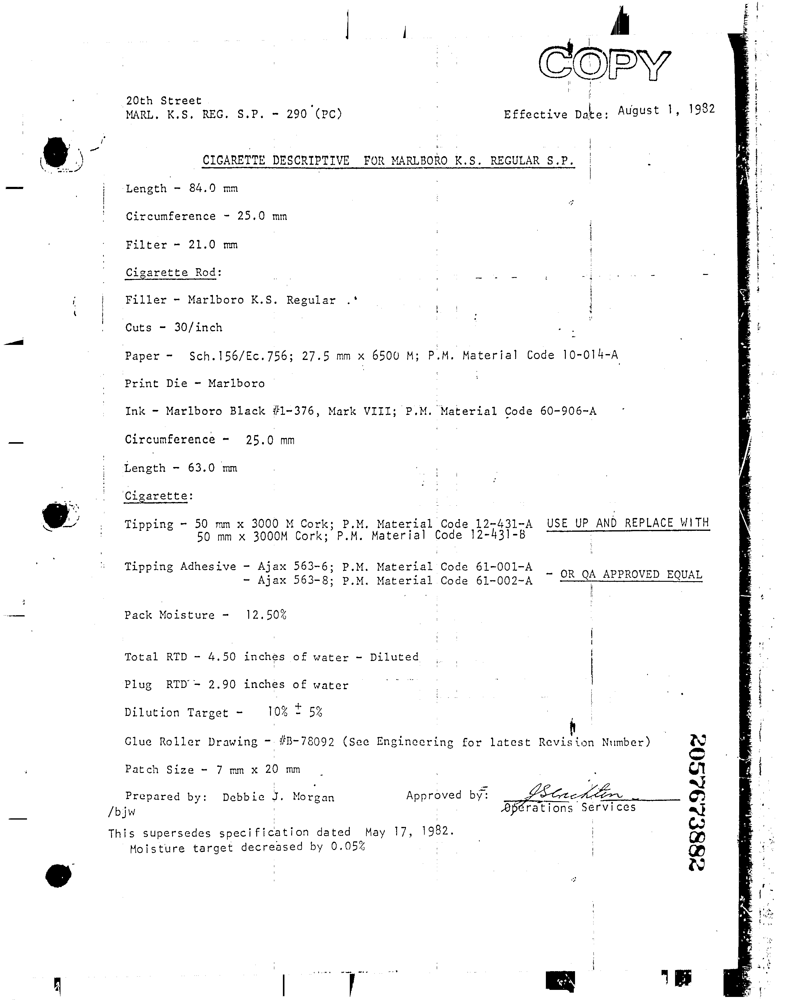 COPY
20th Street
MARL. K.S. REG. S.P. - 290 (PC)
Effective Date: August 1, 1982
CIGARETTE DESCRIPTIVE FOR MARLBORO K.S. REGULAR S.P.
Length - 84.0 mm
Circumference - 25.0 mm
Filter - 21.0 mm
Cigarette Rod:
Filler - Marlboro K.S. Regular
Cuts - 30/inch
Paper - Sch.156/Ec.756; 27.5 mm x 6500 M; P.M. Material Code 10-014-A
Print Die - Marlboro
Ink - Marlboro Black #1-376, Mark VIII; P.M. Material Code 60-906-A
Circumference - 25.0 mm
Length - 63.0 mm
Cigarette:
Tipping - 50 mm x 3000 M Cork; P.M. Material Code 12-431-A USE UP AND REPLACE WITH
50 mm x 3000M Cork; P.M. Material Code 12-431-B
Tipping Adhesive - Ajax 563-6; P.M. Material Code 61-001-A
- Ajax 563-8; P.M. Material Code 61-002-A - OR QA APPROVED EQUAL
Pack Moisture - 12.50%
Total RTD - 4.50 inches of water - Diluted
Plug RTD - 2.90 inches of water
Dilution Target - 10% ± 5%
Glue Roller Drawing - #B-78092 (See Engineering for latest Revision Number)
Patch Size - 7 mm x 20 mm
Prepared by: Debbie J. Morgan
Approved by:
/bjw
Operations Services
This supersedes specification dated May 17, 1982.
Moisture target decreased by 0.05%
2057673882